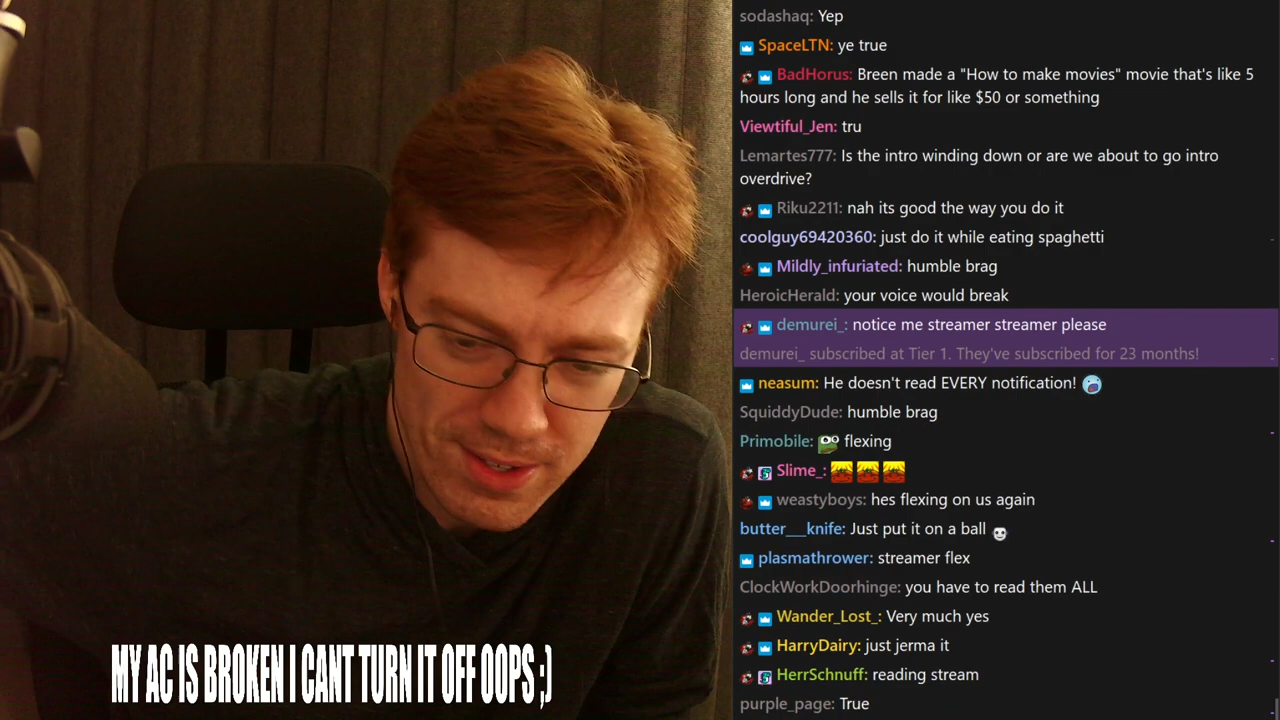 sodashaq: Yep
SpaceLTN: ye true
BadHorus: Breen made a "How to make movies" movie that's like 5
hours long and he sells it for like $50 or something
Viewtiful_Jen: tru
Lemartes777: Is the intro winding down or are we about to go intro
overdrive?
Riku2211: nah its good the way you do it
coolguy69420360: just do it while eating spaghetti
Mildly_infuriated: humble brag
HeroicHerald: your voice would break
demurei_: notice me streamer streamer please
demurei_ subscribed at Tier 1. They've subscribed for 23 months!
neasum: He doesn't read EVERY notification!
SquiddyDude: humble brag
Primobile: flexing
Slime_:
weastyboys: hes flexing on us again
butter___knife: Just put it on a ball
plasmathrower: streamer flex
ClockWorkDoorhinge: you have to read them ALL
Wander_Lost_: Very much yes
HarryDairy: just jerma it
HerrSchnuff: reading stream
purple_page: True
MY AC IS BROKEN I CANT TURN IT OFF OOPS ;)